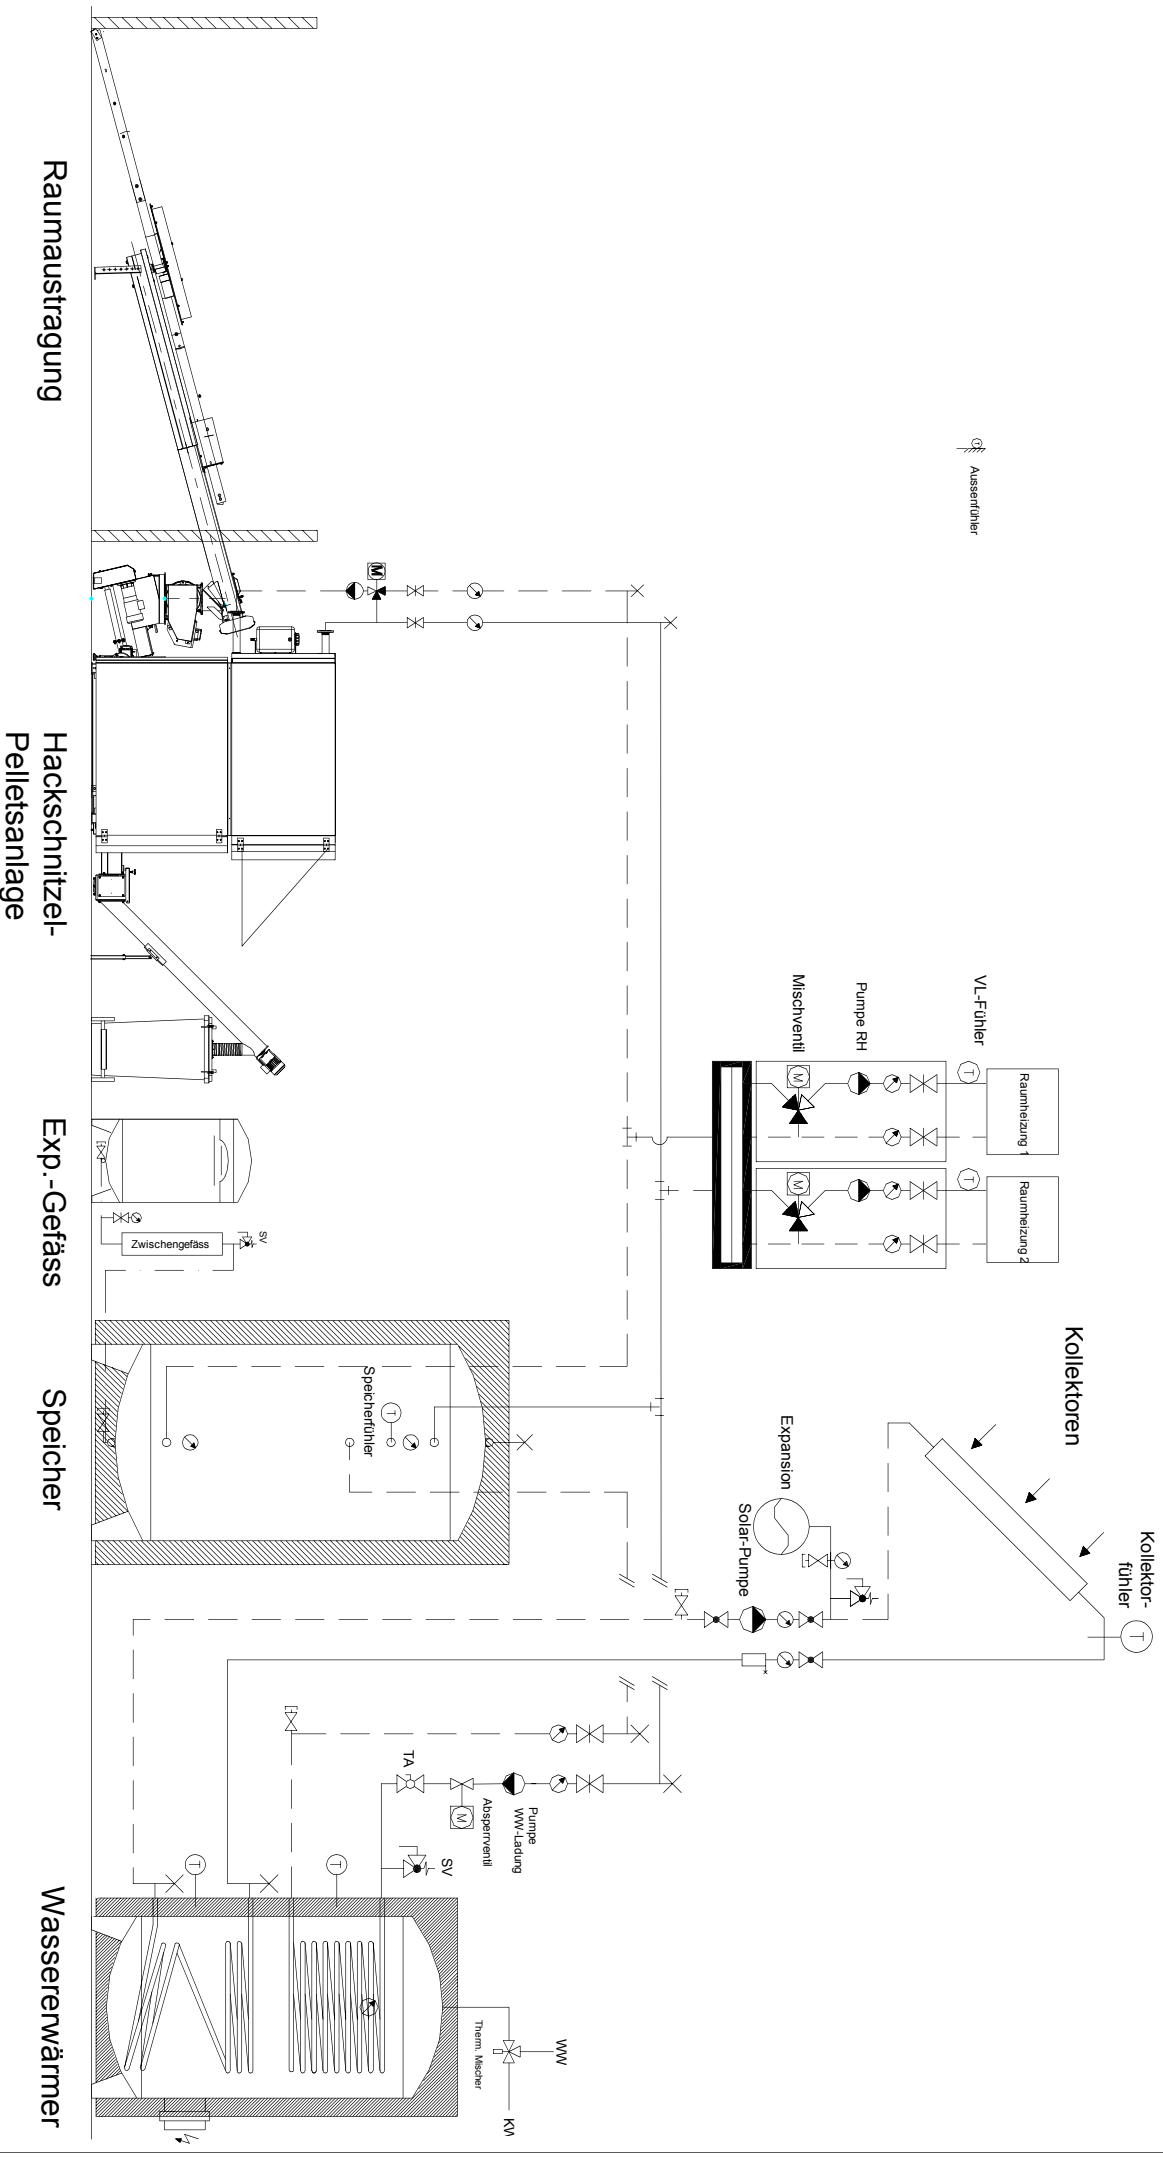 Kollektor-
fühler
T
Kollektoren
Raumheizung 1
Raumheizung 2
VL-Fühler
T
T
Aussenfühler
T
Pumpe RH
Mischventil
M
M
Expansion
Solar-Pumpe
M
Speicherfühler
T
TA
Absperrventil
M
Pumpe
WW-Ladung
SV
T
T
WW
KW
Therm. Mischer
SV
Zwischengefäss
Raumaustragung
Hackschnitzel-
Pelletsanlage
Exp.-Gefäss
Speicher
Wassererwärmer